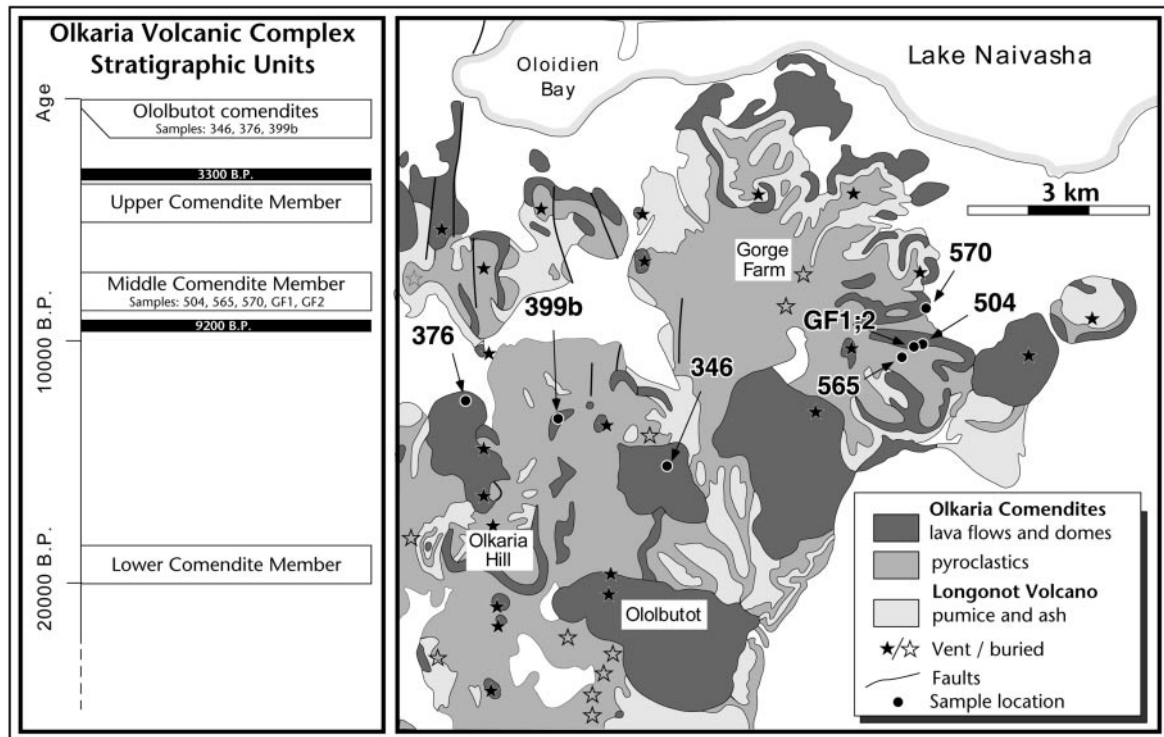 Olkaria Volcanic Complex
Stratigraphic Units
Age
Ololbutot comendites
Samples: 346, 376, 399b
3300 B.P.
Upper Comendite Member
Middle Comendite Member
Samples: 504, 565, 570, GF1, GF2
9200 B.P.
10000 B.P.
Lower Comendite Member
20000 B.P.
Oloidien
Bay
Lake Naivasha
3 km
Gorge
Farm
570
399b
GF1;2
504
376
346
565
Olkaria
Hill
Ololbutot
Olkaria Comendites
lava flows and domes
pyroclastics
Longonot Volcano
pumice and ash
Vent / buried
Faults
Sample location